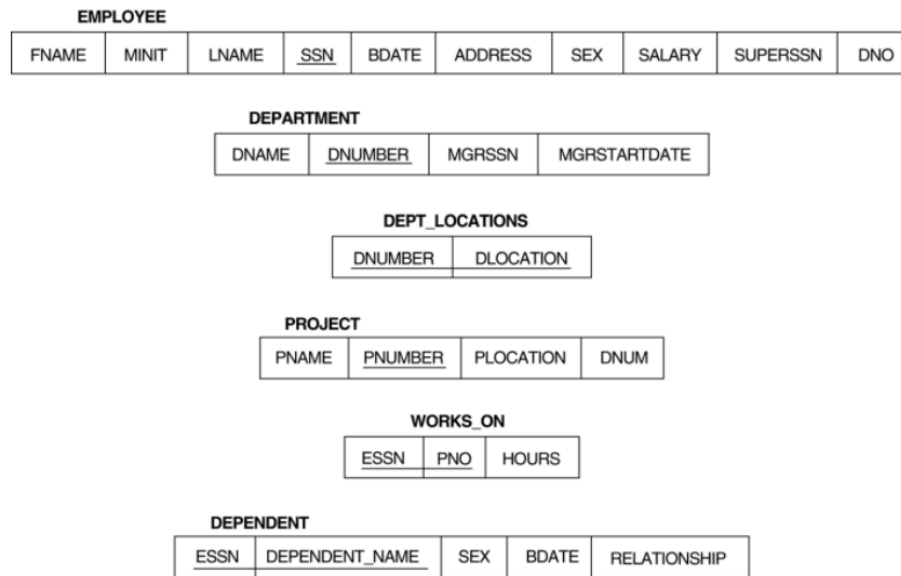 EMPLOYEE
FNAME MINIT LNAME SSN BDATE ADDRESS SEX SALARY SUPERSSN DNO
DEPARTMENT
DNAME DNUMBER MGRSSN MGRSTARTDATE
DEPT_LOCATIONS
DNUMBER DLOCATION
PROJECT
PNAME PNUMBER PLOCATION DNUM
WORKS_ON
ESSN PNO HOURS
DEPENDENT
ESSN DEPENDENT_NAME SEX BDATE RELATIONSHIP